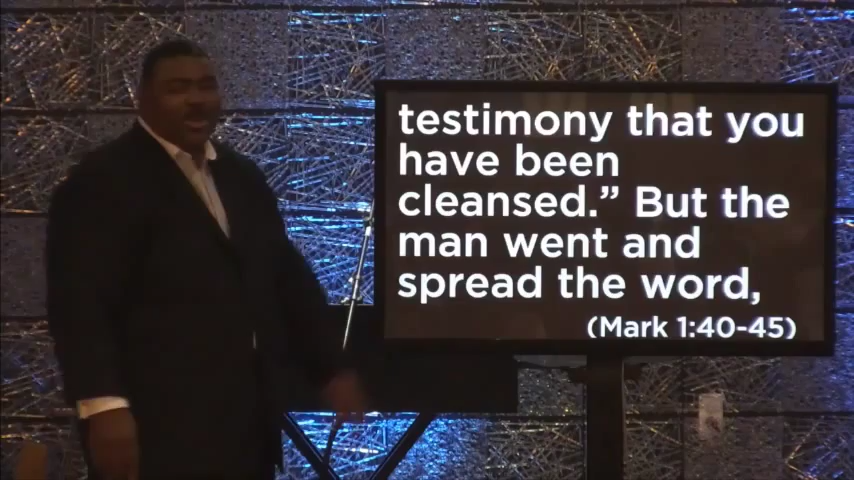 testimony that you
have been
cleansed.” But the
man went and
spread the word,
(Mark 1:40-45)